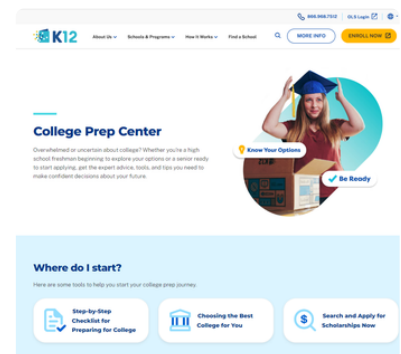 866.968.7512 OLS Login
K12 About Us Schools & Programs How It Works Find a School MORE INFO ENROLL NOW
College Prep Center
Overwhelmed or uncertain about college? Whether you're a high
school freshman beginning to explore your options or a senior ready
to start applying, get the expert advice, tools, and tips you need to
make confident decisions about your future.
Know Your Options
Be Ready
Where do I start?
Here are some tools to help you start your college prep journey.
Step-by-Step
Checklist for
Preparing for College
Choosing the Best
College for You
Search and Apply for
Scholarships Now